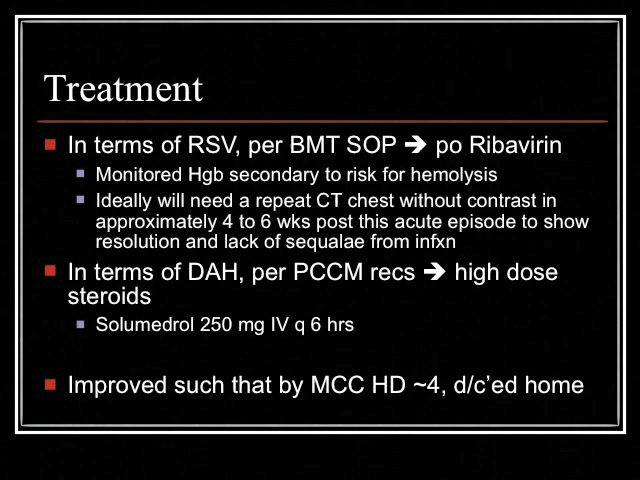 Treatment
In terms of RSV, per BMT SOP ➔ po Ribavirin
Monitored Hgb secondary to risk for hemolysis
Ideally will need a repeat CT chest without contrast in
approximately 4 to 6 wks post this acute episode to show
resolution and lack of sequalae from infxn
In terms of DAH, per PCCM recs ➔ high dose
steroids
Solumedrol 250 mg IV q 6 hrs
Improved such that by MCC HD ~4, d/c’ed home